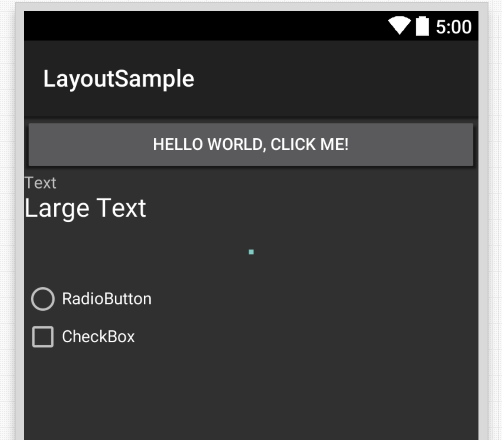 5:00
LayoutSample
HELLO WORLD, CLICK ME!
Text
Large Text
RadioButton
CheckBox